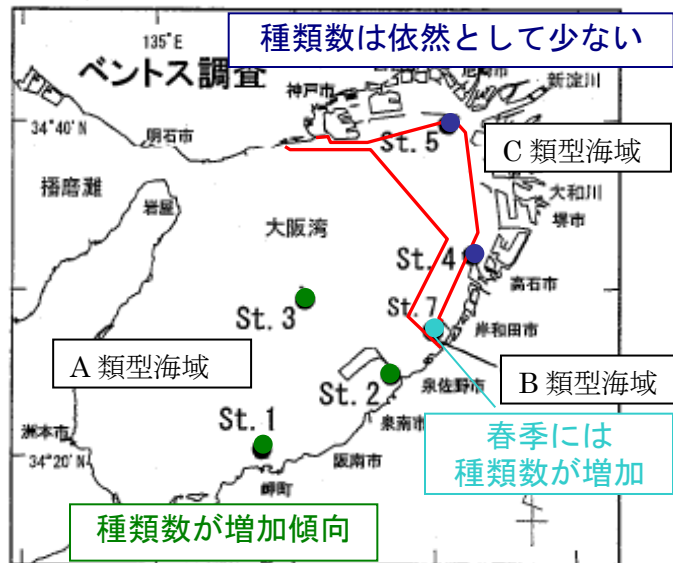 135°E
種類数は依然として少ない
ベントス調査
神戸市
尼崎市
新淀川
34°40′N
明石市
St.5
C 類型海域
播磨灘
岩屋
大和川
堺市
大阪湾
St.4
高石市
St.3
St.7
岸和田市
A 類型海域
St.2
泉佐野市
B 類型海域
St.1
泉南市
洲本市
34°20′N
阪南市
春季には
種類数が増加
岬町
種類数が増加傾向